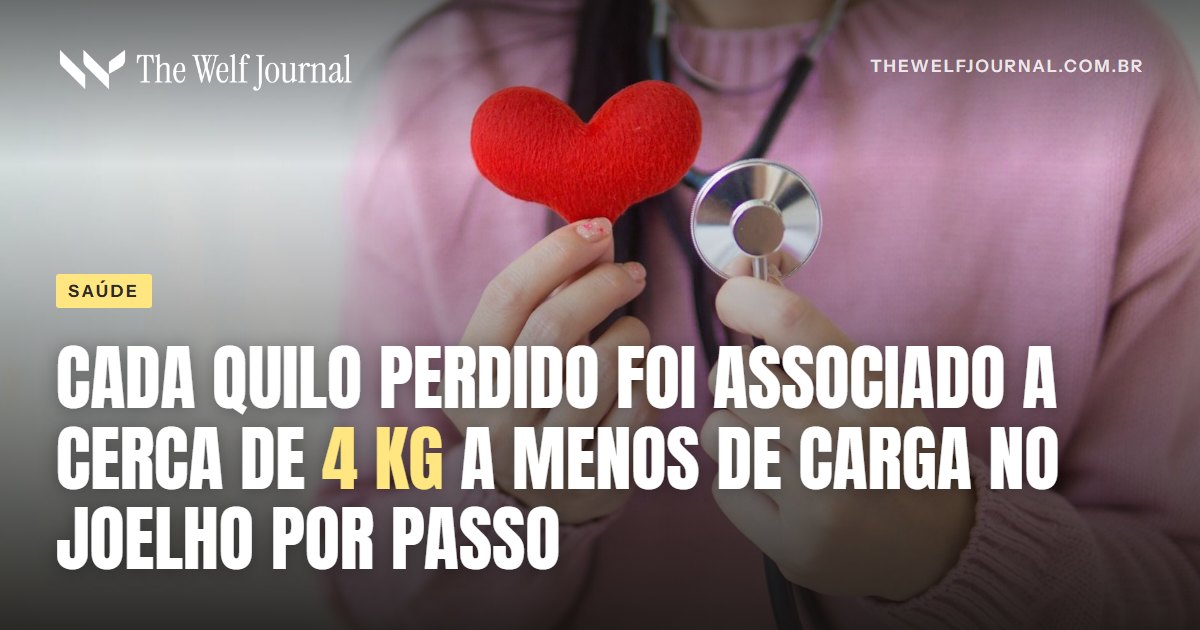 The Welf Journal
THEWELFJOURNAL.COM.BR
SAÚDE
CADA QUILO PERDIDO FOI ASSOCIADO A
CERCA DE 4 KG A MENOS DE CARGA NO
JOELHO POR PASSO